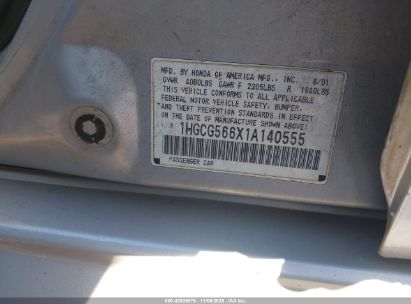 MFD. BY HONDA OF AMERICA MFG., INC. 6/01
GVWR 4080LBS GAWR F 2205LBS R 1940LBS
THIS VEHICLE CONFORMS TO ALL APPLICABLE
FEDERAL MOTOR VEHICLE SAFETY, BUMPER,
AND THEFT PREVENTION STANDARDS IN EFFECT ON THE
DATE OF MANUFACTURE SHOWN ABOVE.
1HGCG566X1A140555
PASSENGER CAR